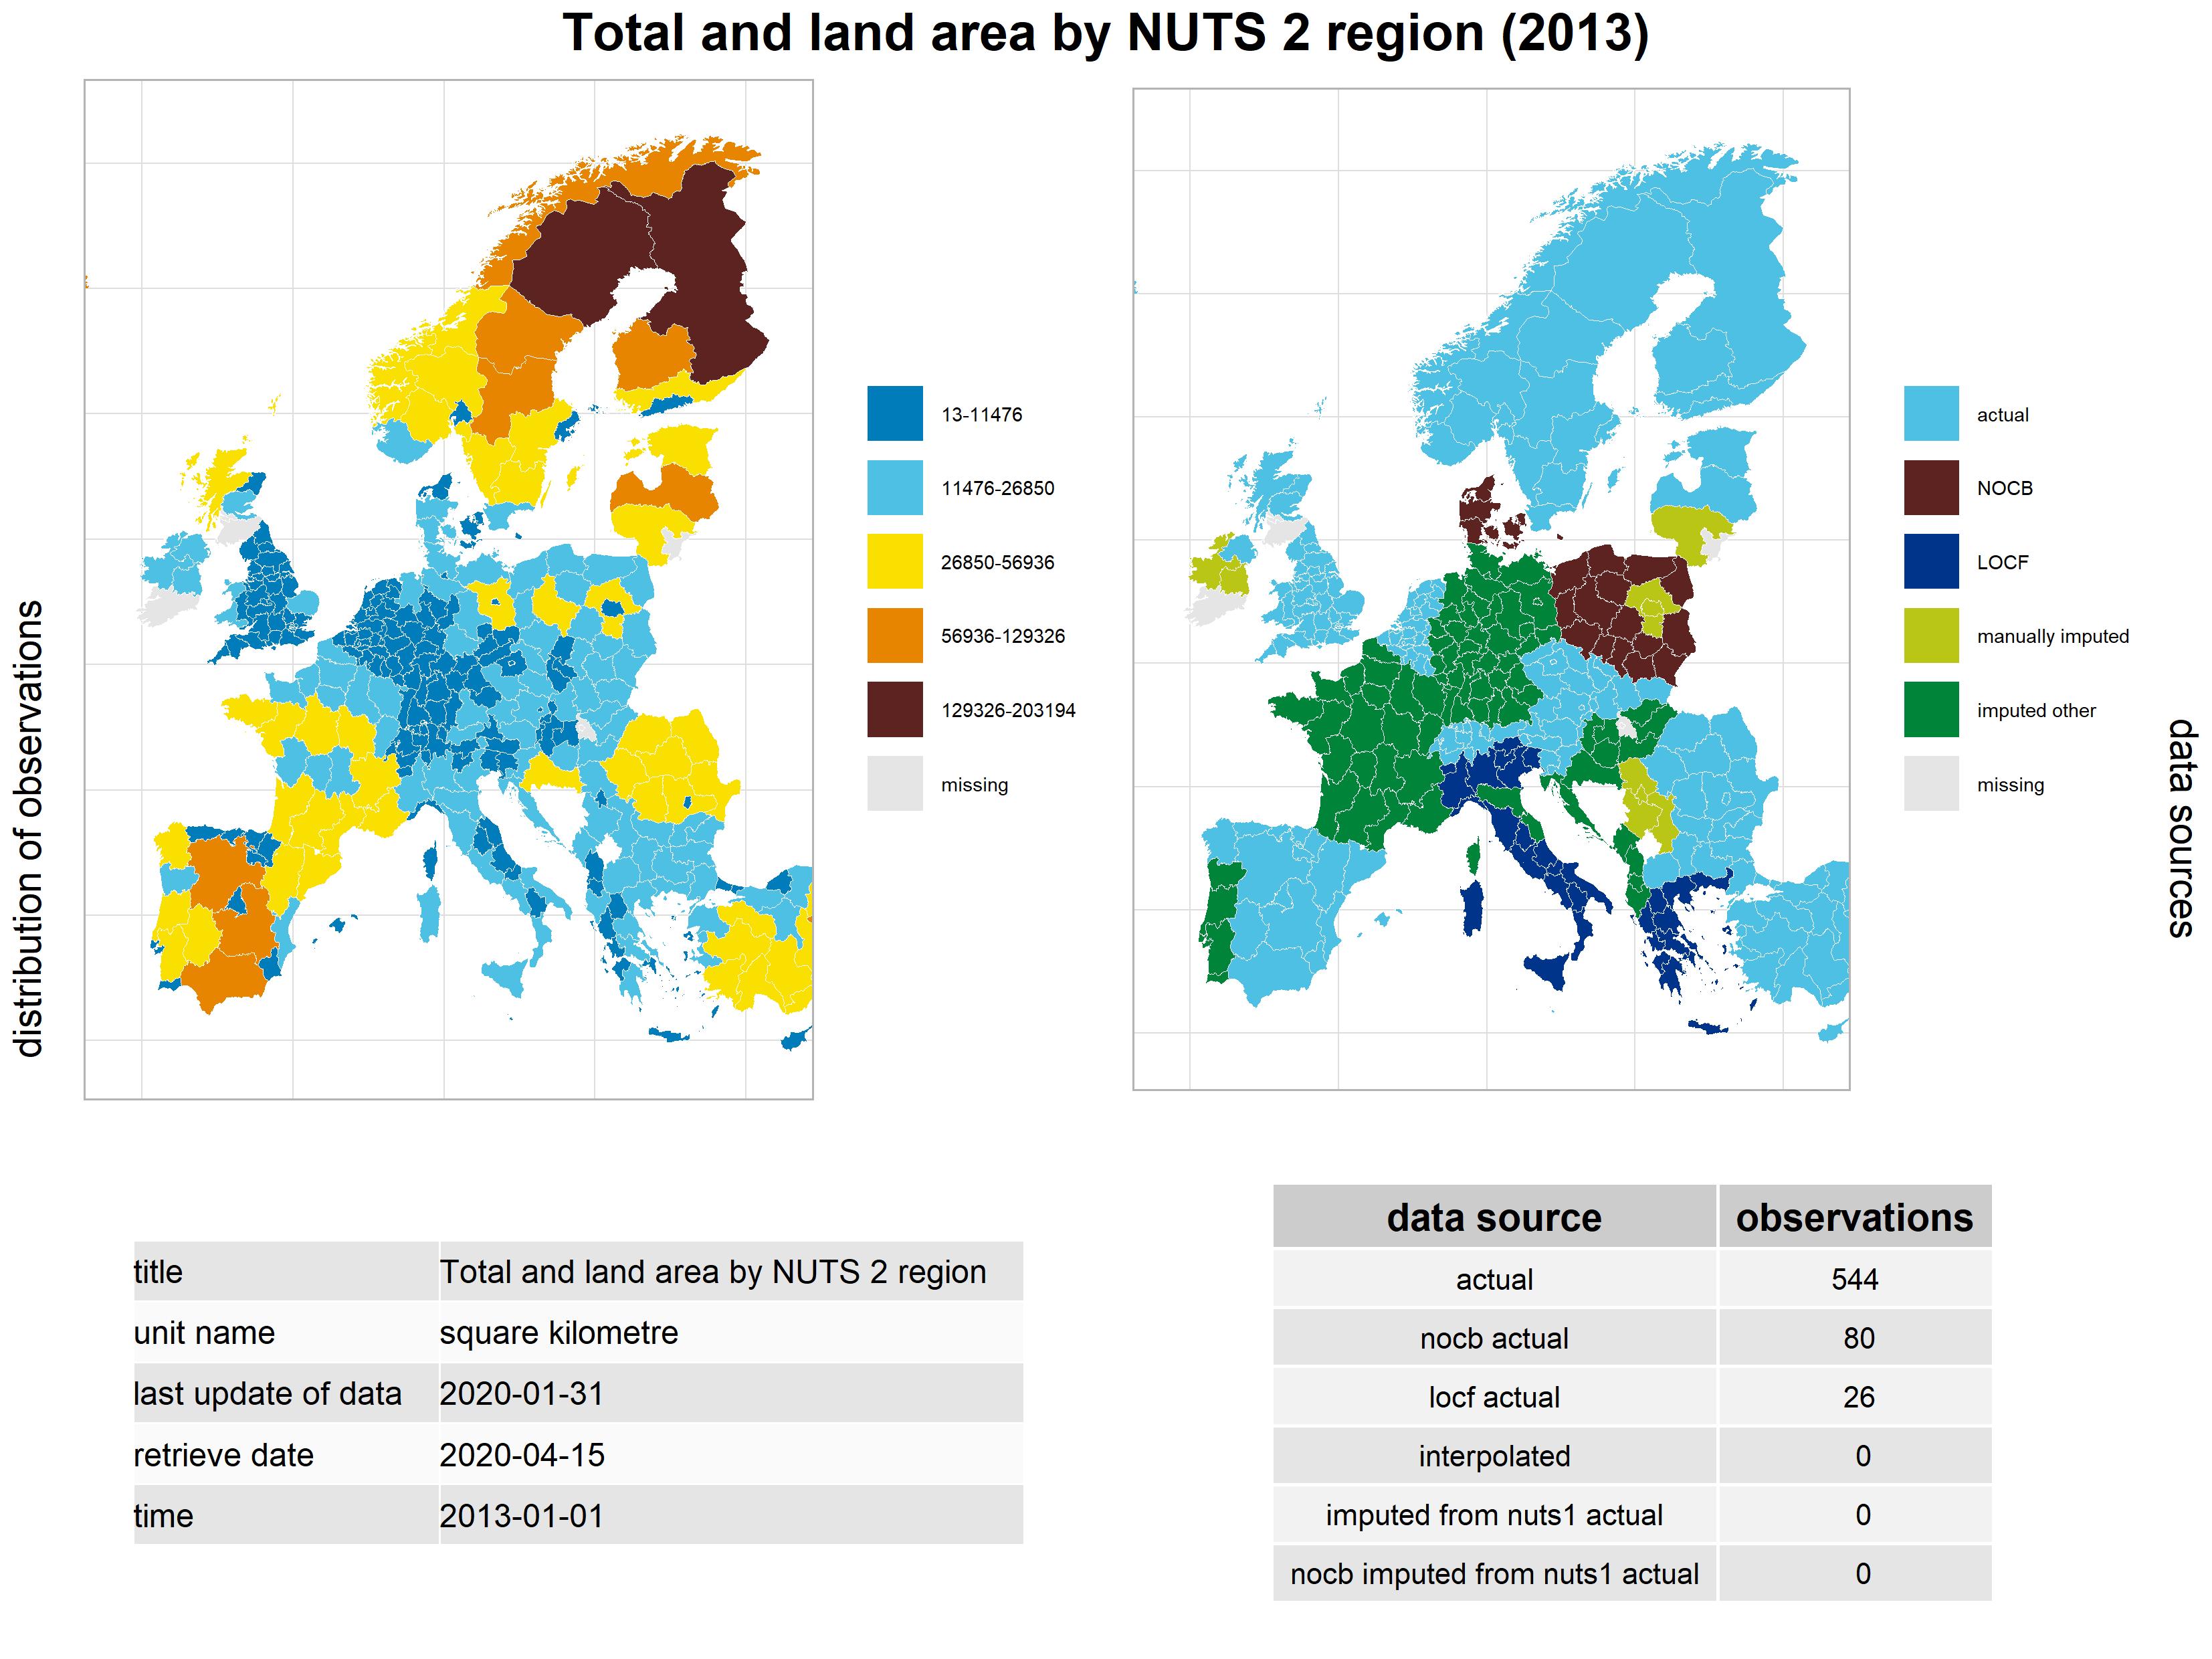 Total and land area by NUTS 2 region (2013)
distribution of observations
13-11476
11476-26850
26850-56936
56936-129326
129326-203194
missing
actual
NOCB
LOCF
manually imputed
imputed other
missing
data sources
title Total and land area by NUTS 2 region
unit name square kilometre
last update of data 2020-01-31
retrieve date 2020-04-15
time 2013-01-01
data source observations
actual 544
nocb actual 80
locf actual 26
interpolated 0
imputed from nuts1 actual 0
nocb imputed from nuts1 actual 0